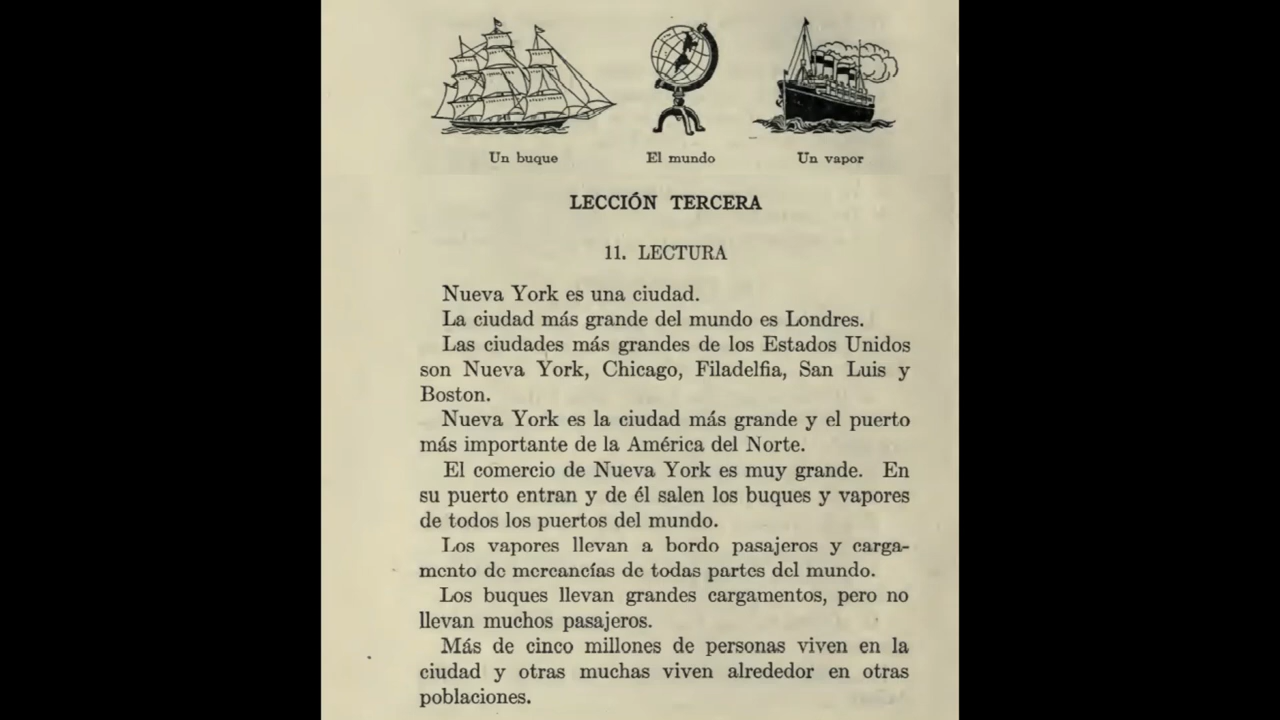 Un buque El mundo Un vapor
LECCIÓN TERCERA
11. LECTURA
Nueva York es una ciudad.
La ciudad más grande del mundo es Londres.
Las ciudades más grandes de los Estados Unidos
son Nueva York, Chicago, Filadelfia, San Luis y
Boston.
Nueva York es la ciudad más grande y el puerto
más importante de la América del Norte.
El comercio de Nueva York es muy grande. En
su puerto entran y de él salen los buques y vapores
de todos los puertos del mundo.
Los vapores llevan a bordo pasajeros y carga-
mento de mercancías de todas partes del mundo.
Los buques llevan grandes cargamentos, pero no
llevan muchos pasajeros.
Más de cinco millones de personas viven en la
ciudad y otras muchas viven alrededor en otras
poblaciones.